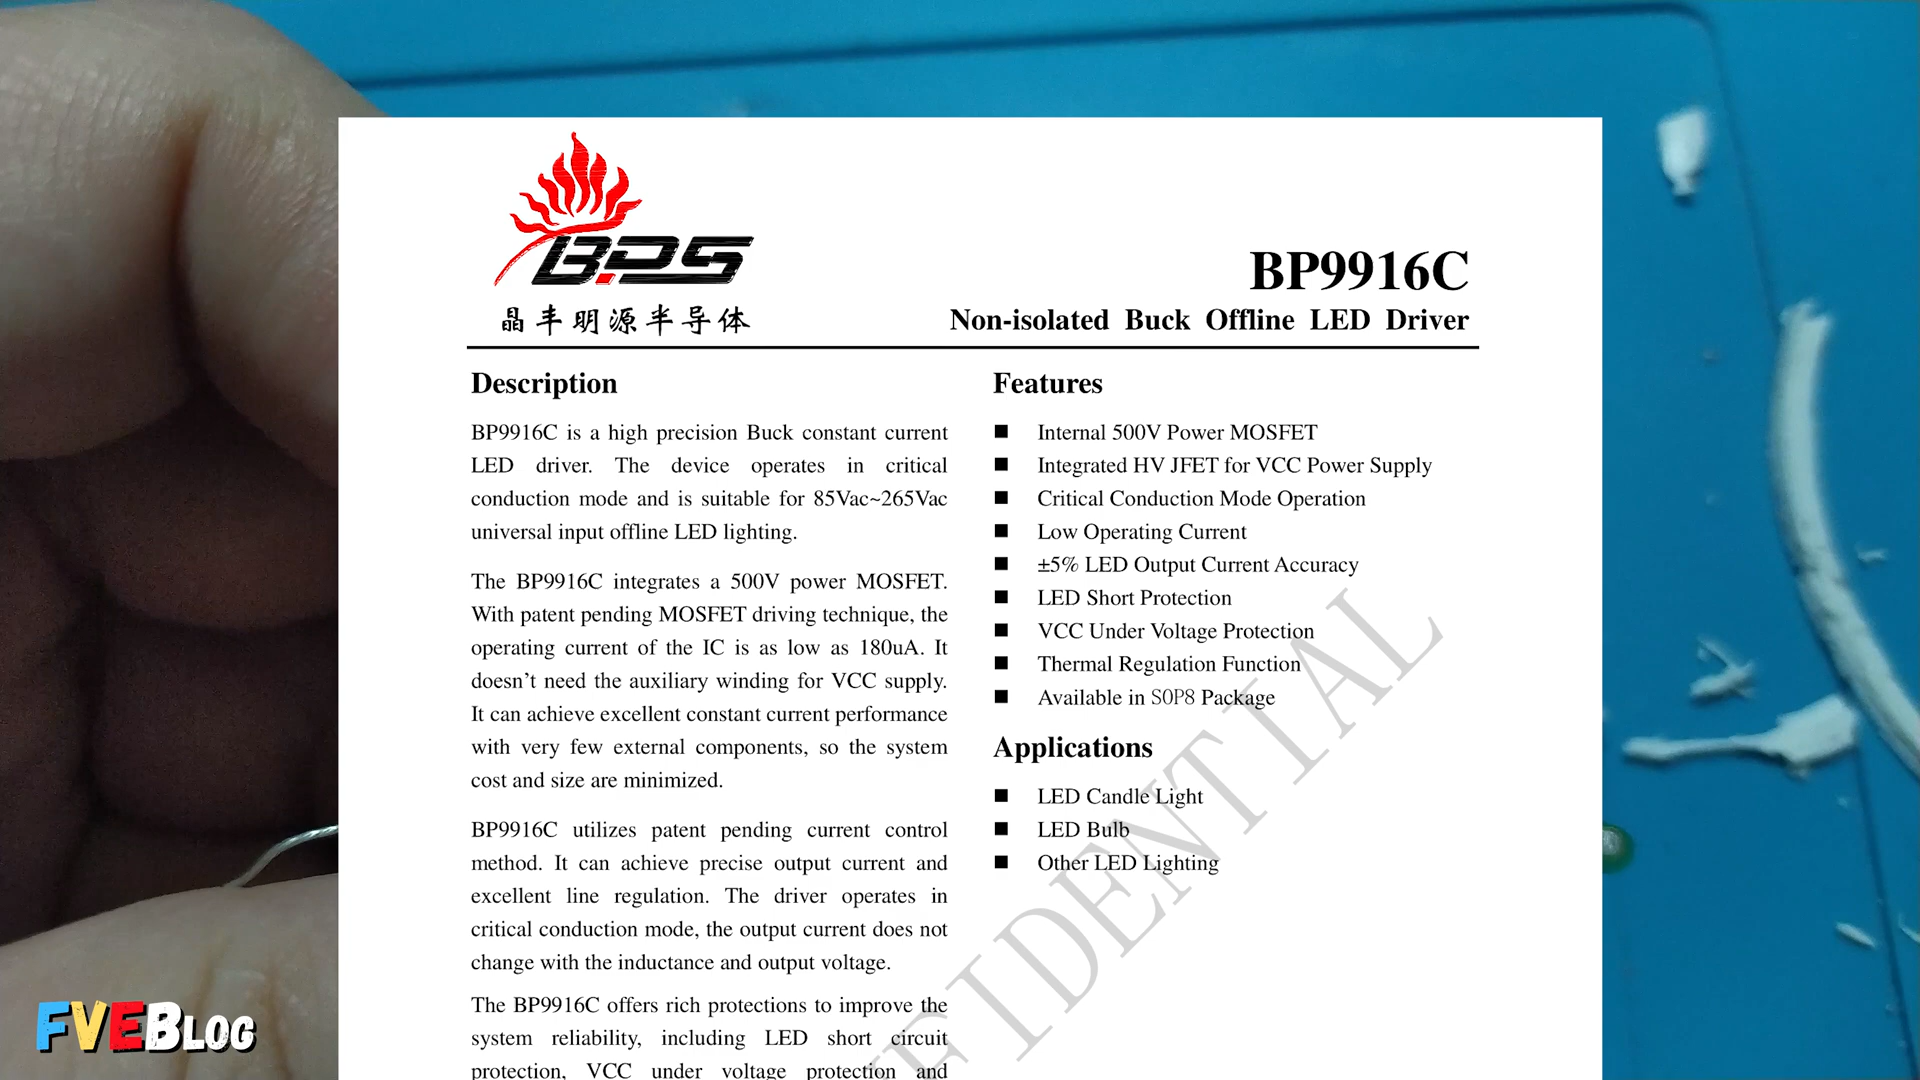 BPS
晶丰明源半导体
BP9916C
Non-isolated Buck Offline LED Driver
Description
BP9916C is a high precision Buck constant current
LED driver. The device operates in critical
conduction mode and is suitable for 85Vac~265Vac
universal input offline LED lighting.
The BP9916C integrates a 500V power MOSFET.
With patent pending MOSFET driving technique, the
operating current of the IC is as low as 180uA. It
doesn't need the auxiliary winding for VCC supply.
It can achieve excellent constant current performance
with very few external components, so the system
cost and size are minimized.
BP9916C utilizes patent pending current control
method. It can achieve precise output current and
excellent line regulation. The driver operates in
critical conduction mode, the output current does not
change with the inductance and output voltage.
The BP9916C offers rich protections to improve the
system reliability, including LED short circuit
protection, VCC under voltage protection and
Features
■ Internal 500V Power MOSFET
■ Integrated HV JFET for VCC Power Supply
■ Critical Conduction Mode Operation
■ Low Operating Current
■ ±5% LED Output Current Accuracy
■ LED Short Protection
■ VCC Under Voltage Protection
■ Thermal Regulation Function
■ Available in SOP8 Package
Applications
■ LED Candle Light
■ LED Bulb
■ Other LED Lighting
FIDENTIAL
FVEBLOG